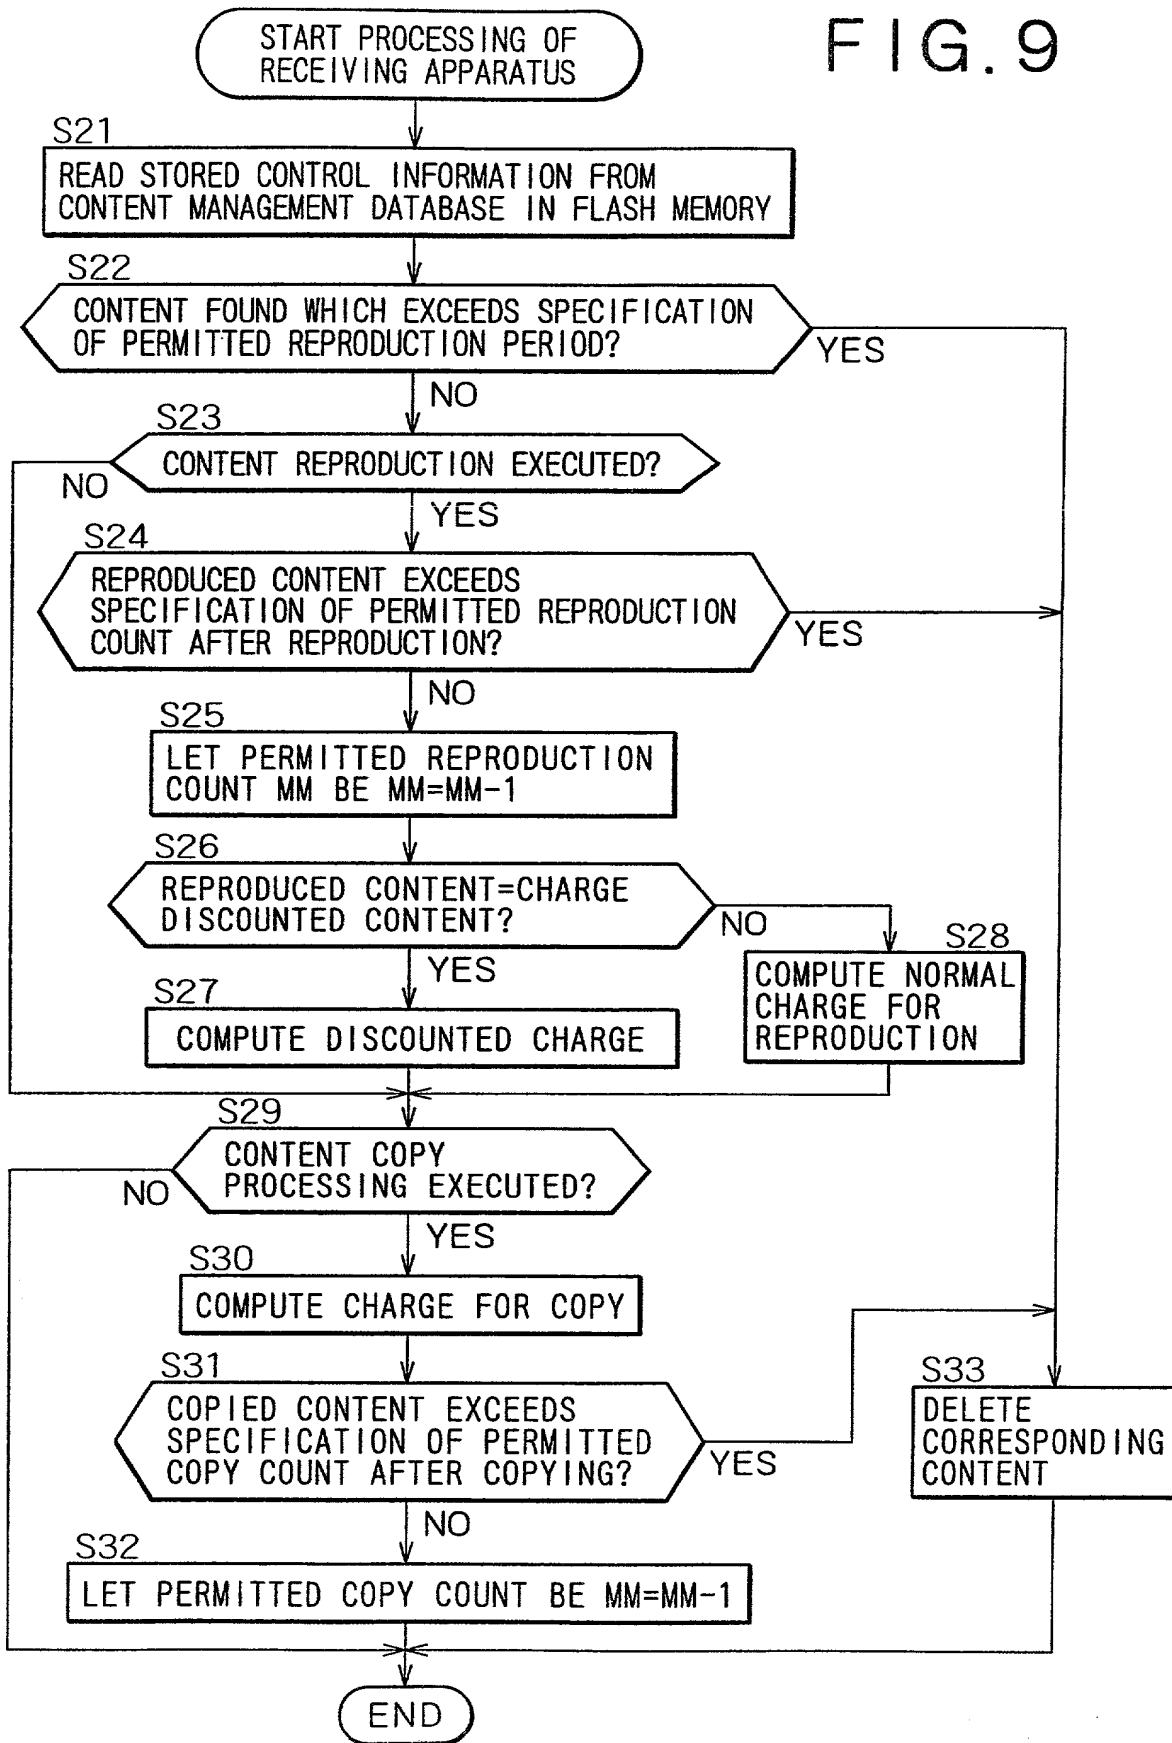 FIG. 9
START PROCESSING OF
RECEIVING APPARATUS
S21
READ STORED CONTROL INFORMATION FROM
CONTENT MANAGEMENT DATABASE IN FLASH MEMORY
S22
CONTENT FOUND WHICH EXCEEDS SPECIFICATION
OF PERMITTED REPRODUCTION PERIOD?
YES
NO
S23
CONTENT REPRODUCTION EXECUTED?
NO
YES
S24
REPRODUCED CONTENT EXCEEDS
SPECIFICATION OF PERMITTED REPRODUCTION
COUNT AFTER REPRODUCTION?
YES
NO
S25
LET PERMITTED REPRODUCTION
COUNT MM BE MM=MM-1
S26
REPRODUCED CONTENT=CHARGE
DISCOUNTED CONTENT?
NO
YES
S28
COMPUTE NORMAL
CHARGE FOR
REPRODUCTION
S27
COMPUTE DISCOUNTED CHARGE
S29
CONTENT COPY
PROCESSING EXECUTED?
NO
YES
S30
COMPUTE CHARGE FOR COPY
S31
COPIED CONTENT EXCEEDS
SPECIFICATION OF PERMITTED
COPY COUNT AFTER COPYING?
YES
NO
S33
DELETE
CORRESPONDING
CONTENT
S32
LET PERMITTED COPY COUNT BE MM=MM-1
END